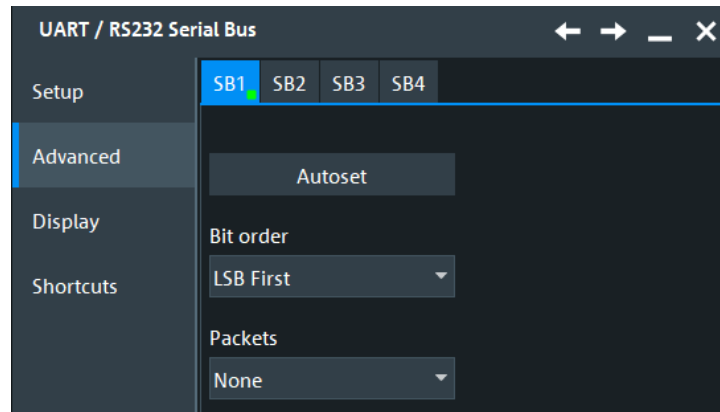 UART / RS232 Serial Bus
Setup
Advanced
Display
Shortcuts
SB1 SB2 SB3 SB4
Autoset
Bit order
LSB First
Packets
None